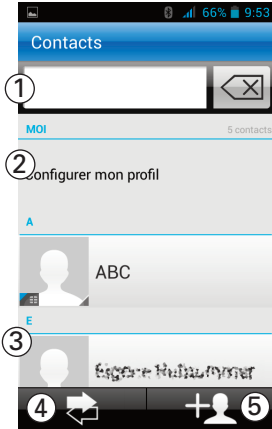 66% 9:53
Contacts
1
MOI 5 contacts
2
Configurer mon profil
A
ABC
E
3
4 5